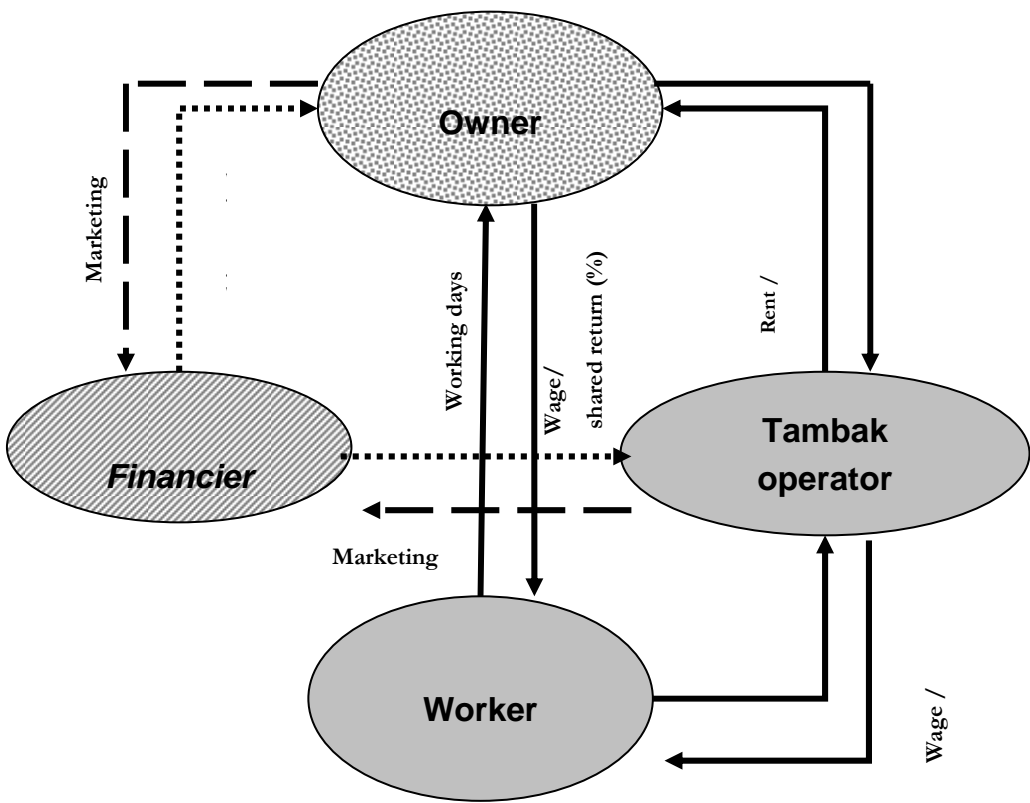 Owner
Marketing
Working days
Wage/
shared return (%)
Rent /
Financier
Tambak
operator
Marketing
Worker
Wage /